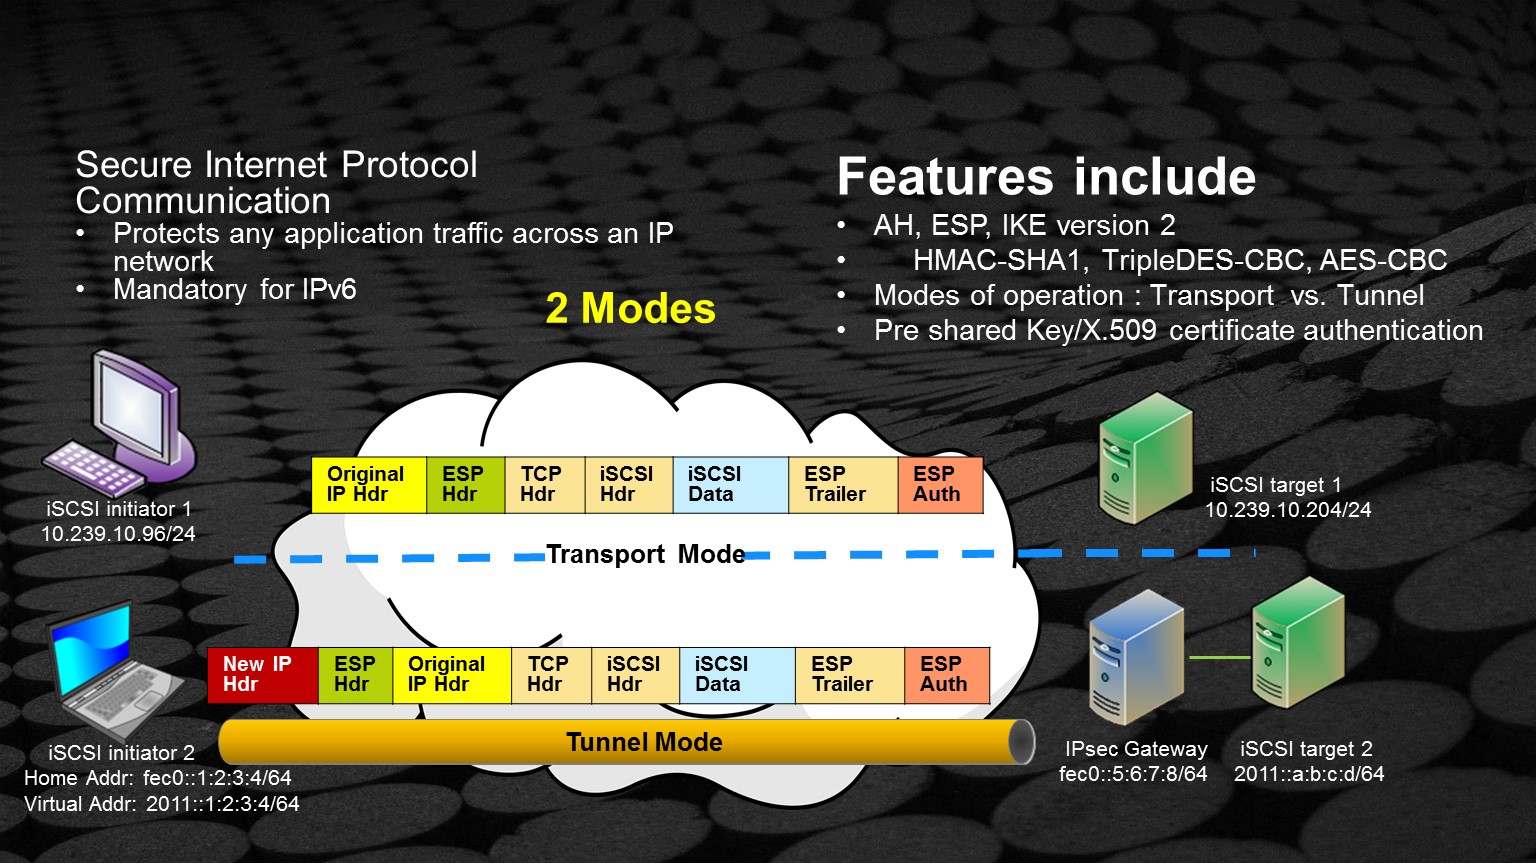 Secure Internet Protocol
Communication
• Protects any application traffic across an IP
network
• Mandatory for IPv6
Features include
• AH, ESP, IKE version 2
• HMAC-SHA1, TripleDES-CBC, AES-CBC
• Modes of operation : Transport vs. Tunnel
• Pre shared Key/X.509 certificate authentication
2 Modes
iSCSI initiator 1
10.239.10.96/24
Original
IP Hdr
ESP
Hdr
TCP
Hdr
iSCSI
Hdr
iSCSI
Data
ESP
Trailer
ESP
Auth
iSCSI target 1
10.239.10.204/24
Transport Mode
New IP
Hdr
ESP
Hdr
Original
IP Hdr
TCP
Hdr
iSCSI
Hdr
iSCSI
Data
ESP
Trailer
ESP
Auth
Tunnel Mode
iSCSI initiator 2
Home Addr: fec0::1:2:3:4/64
Virtual Addr: 2011::1:2:3:4/64
IPsec Gateway
fec0::5:6:7:8/64
iSCSI target 2
2011::a:b:c:d/64